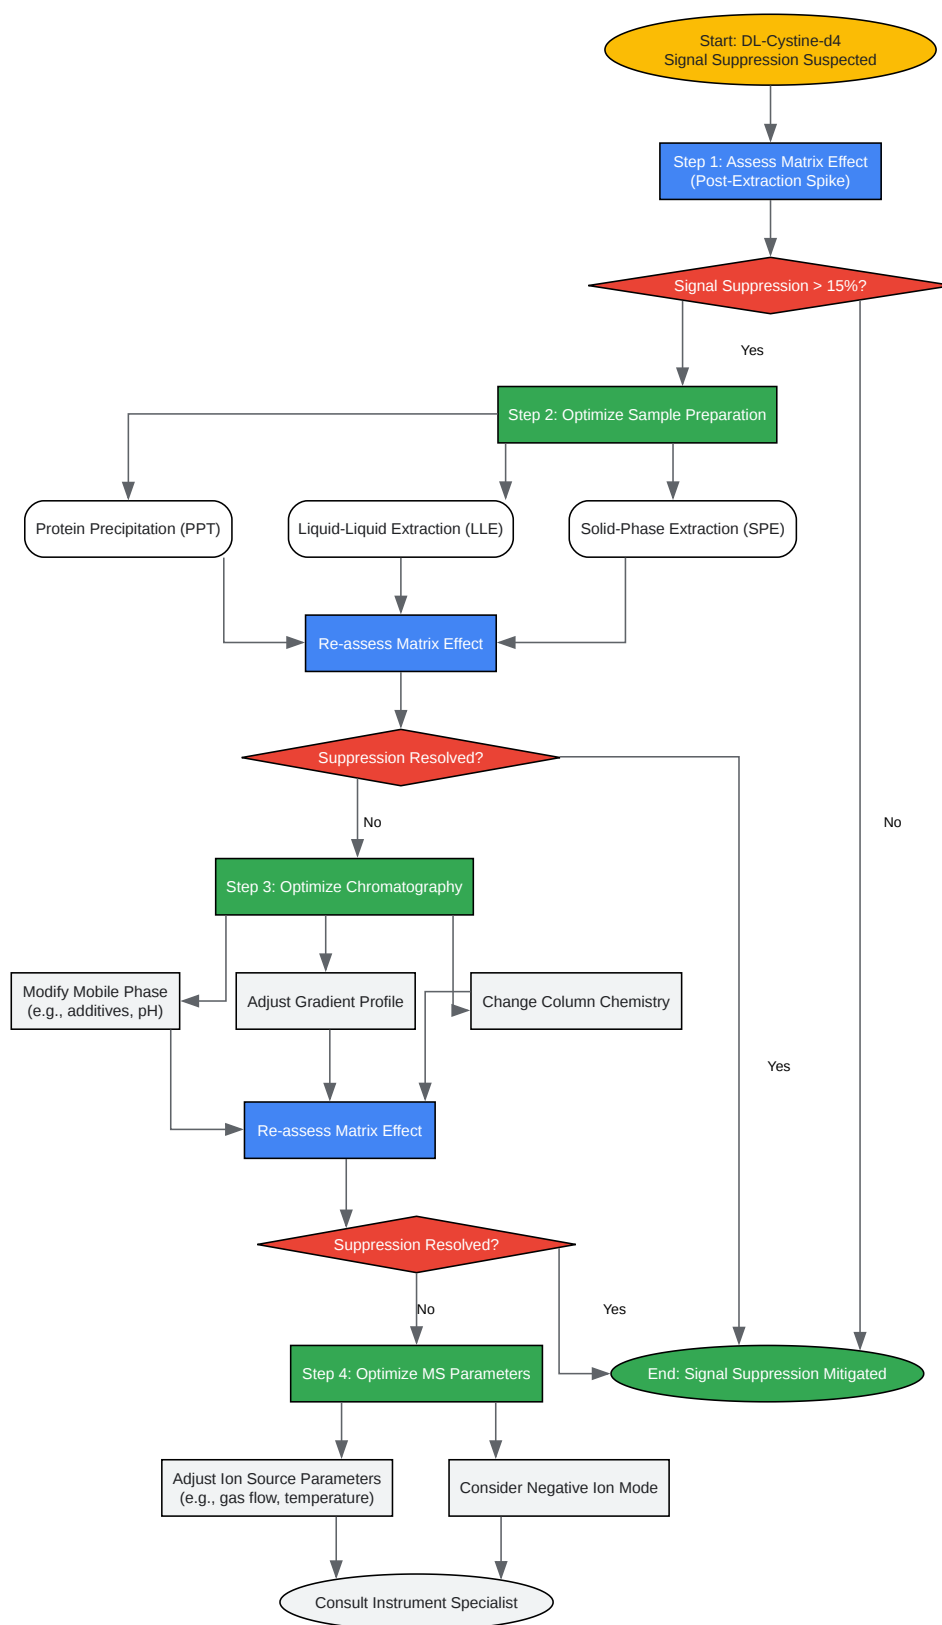 Start: DL-Cystine-d4
Signal Suppression Suspected
Step 1: Assess Matrix Effect
(Post-Extraction Spike)
Signal Suppression > 15%?
Yes
Step 2: Optimize Sample Preparation
Protein Precipitation (PPT)
Liquid-Liquid Extraction (LLE)
Solid-Phase Extraction (SPE)
Re-assess Matrix Effect
Suppression Resolved?
No
No
Step 3: Optimize Chromatography
Modify Mobile Phase
(e.g., additives, pH)
Adjust Gradient Profile
Change Column Chemistry
Yes
Re-assess Matrix Effect
Suppression Resolved?
No
Yes
Step 4: Optimize MS Parameters
End: Signal Suppression Mitigated
Adjust Ion Source Parameters
(e.g., gas flow, temperature)
Consider Negative Ion Mode
Consult Instrument Specialist